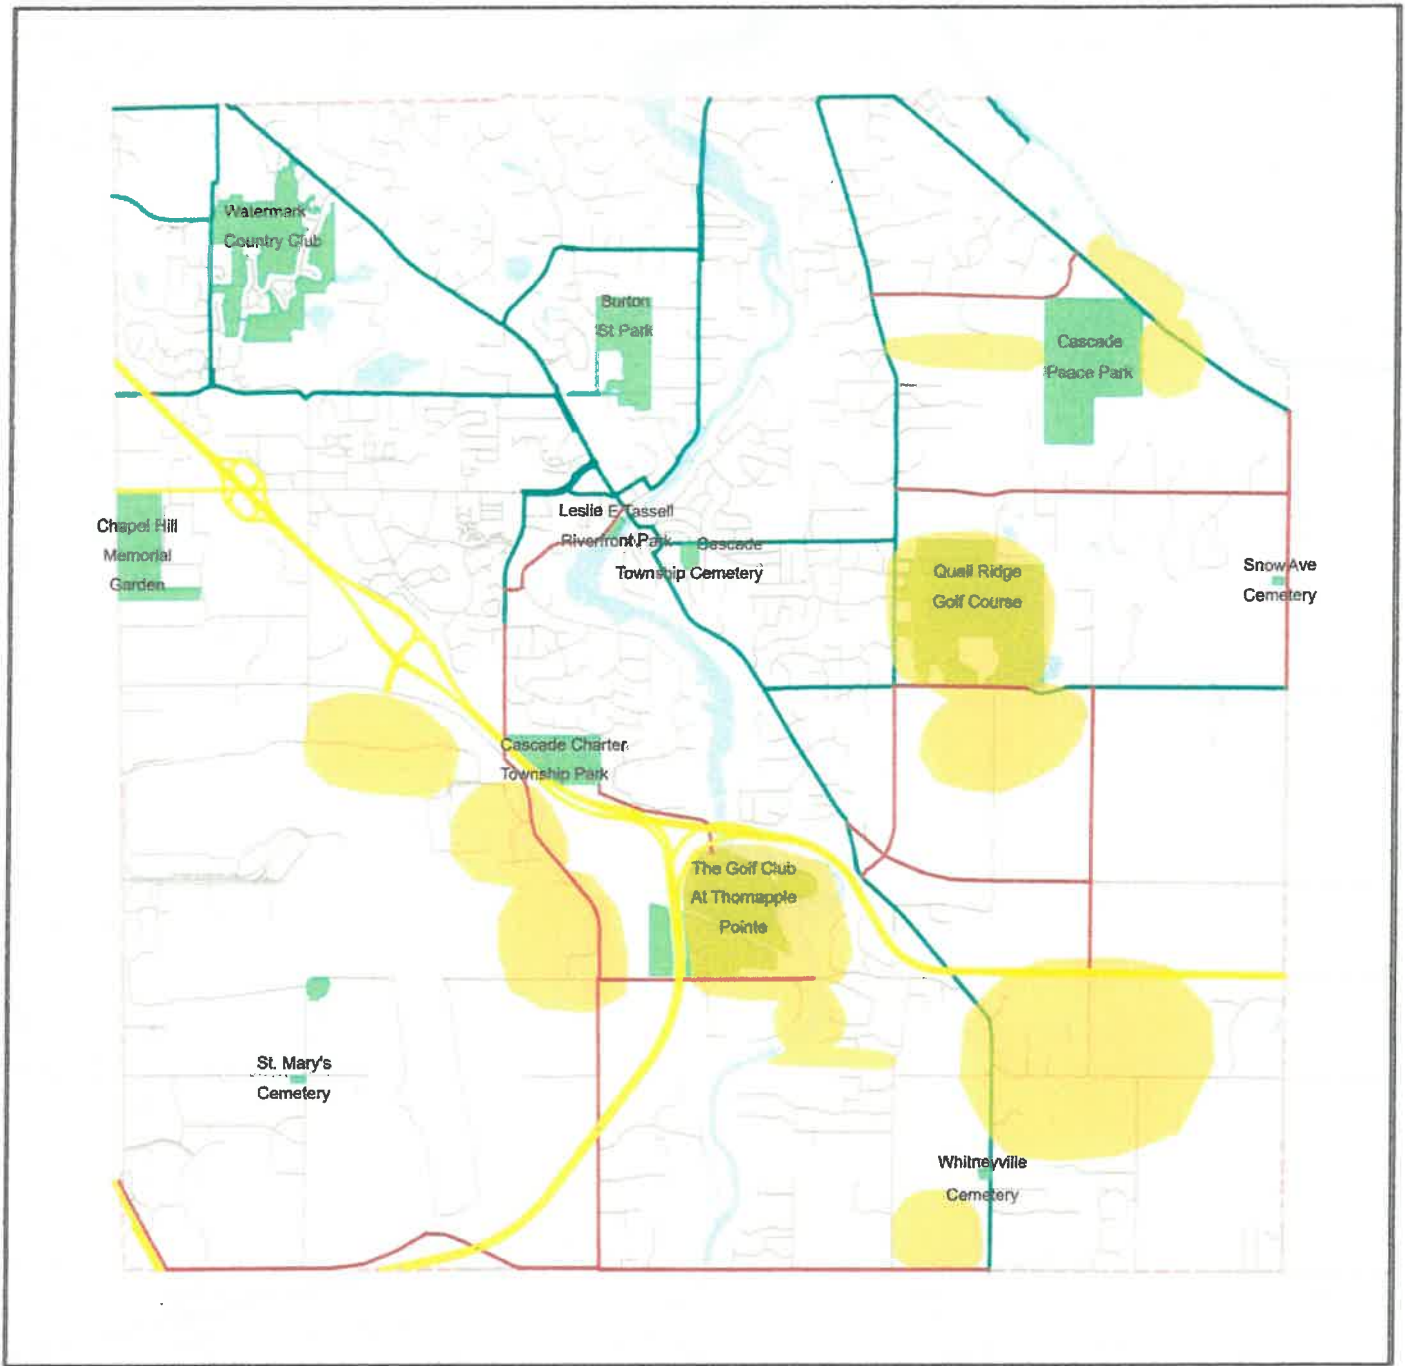 Watermark
Country Club
Burton
St Park
Cascade
Peace Park
Chapel Hill
Memorial
Garden
Leslie E Tassell
Riverfront Park
Cascade
Township Cemetery
Quail Ridge
Golf Course
Snow Ave
Cemetery
Cascade Charter
Township Park
The Golf Club
At Thornapple
Pointe
St. Mary's
Cemetery
Whitneyville
Cemetery